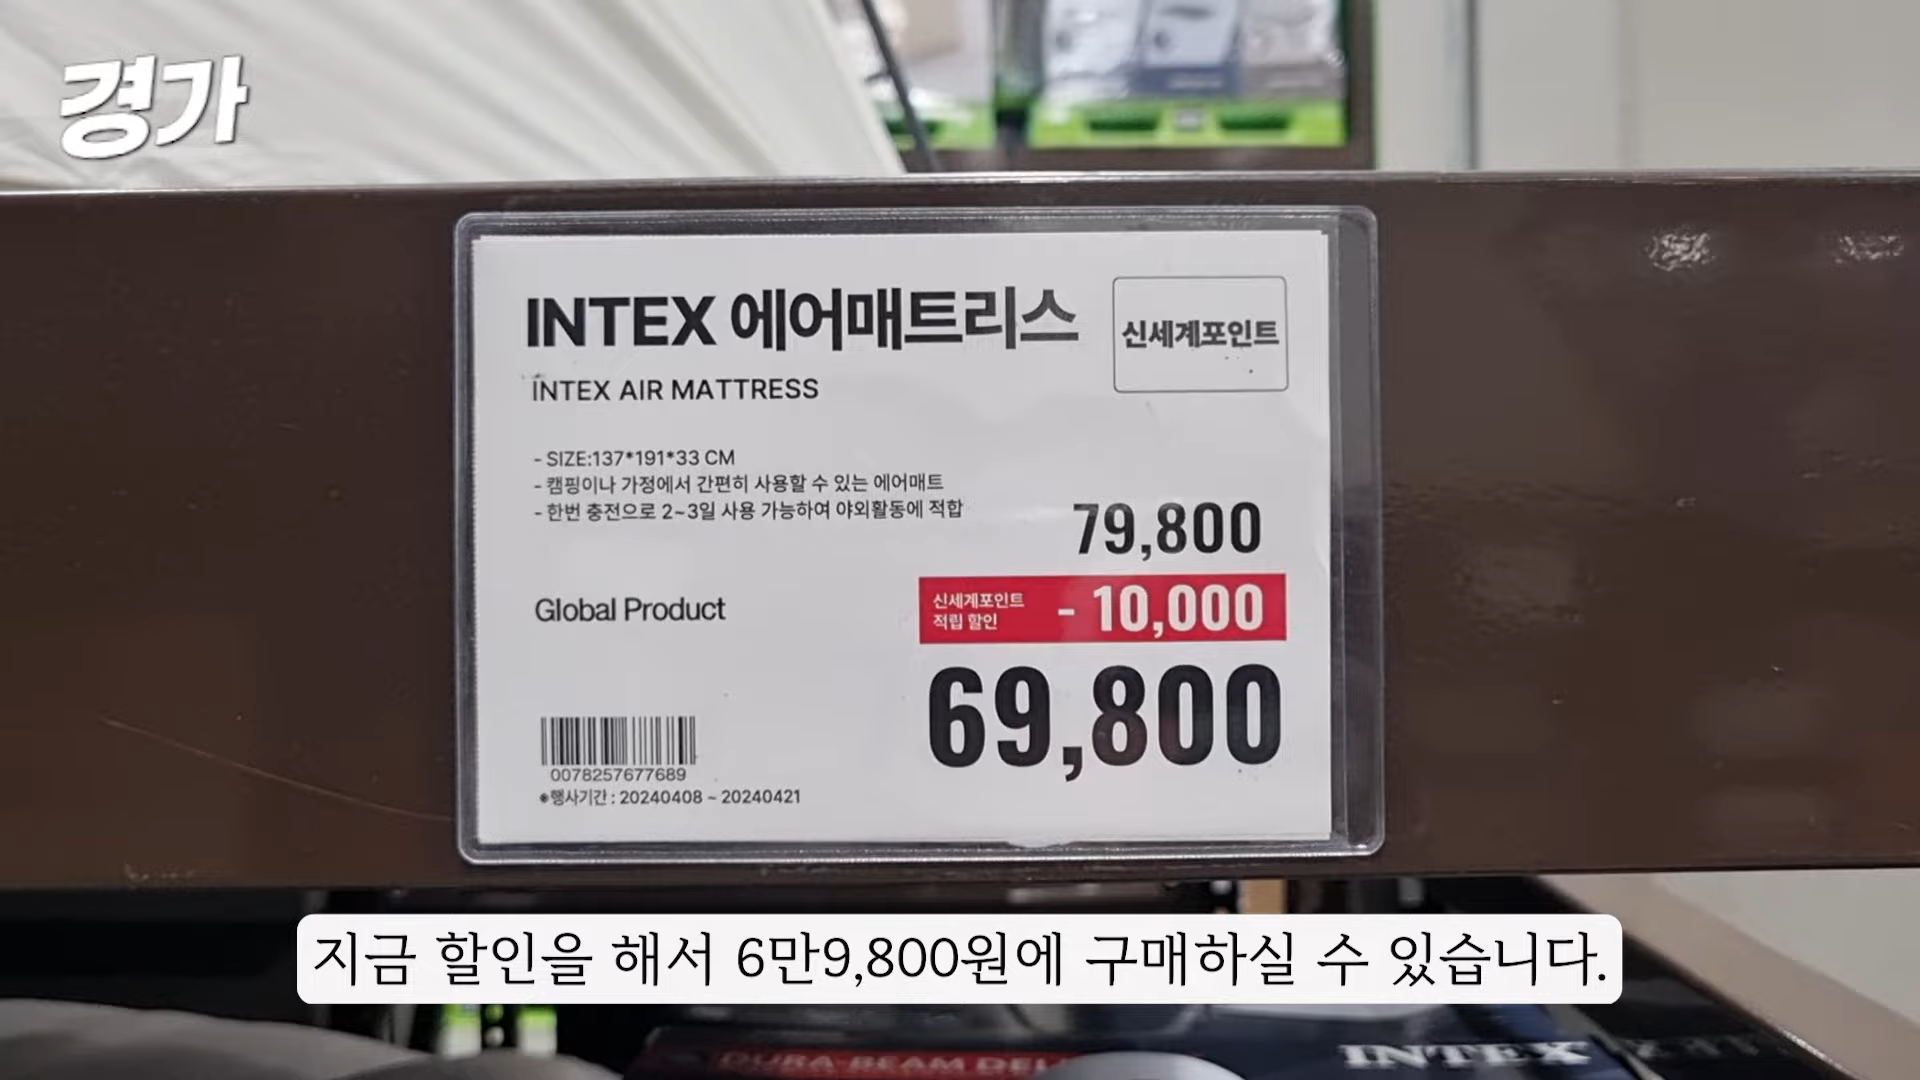 경가
INTEX 에어매트리스
신세계포인트
INTEX AIR MATTRESS
- SIZE:137*191*33 CM
- 캠핑이나 가정에서 간편히 사용할 수 있는 에어매트
- 한번 충전으로 2~3일 사용 가능하여 야외활동에 적합
79,800
Global Product
신세계포인트
적립 할인
- 10,000
69,800
0078257677689
※행사기간 : 20240408 ~ 20240421
지금 할인을 해서 6만9,800원에 구매하실 수 있습니다.
DURA-BEAM DEL
INTEX